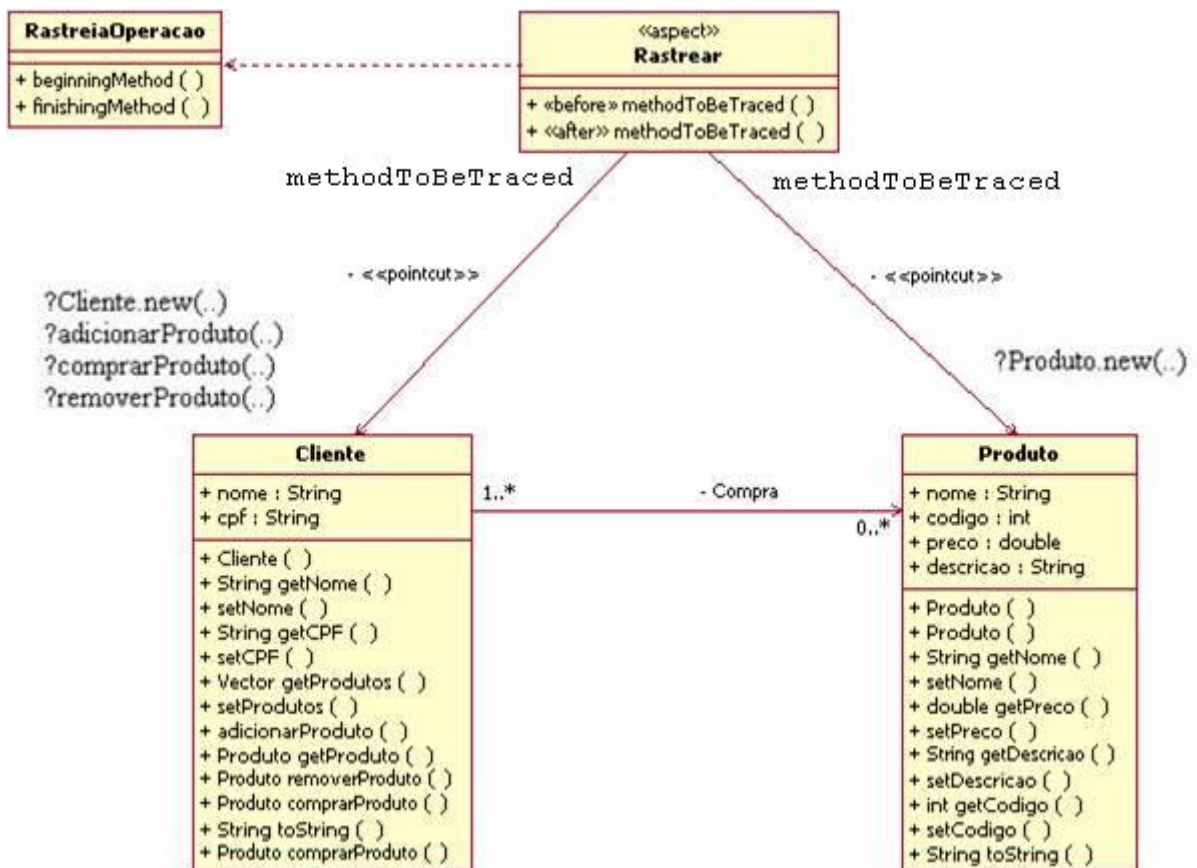 RastreiaOperacao
+ beginningMethod ( )
+ finishingMethod ( )
«aspect»
Rastrear
+ «before» methodToBeTraced ( )
+ «after» methodToBeTraced ( )
methodToBeTraced
methodToBeTraced
- <<pointcut>>
- <<pointcut>>
?Cliente.new(..)
?adicionarProduto(..)
?comprarProduto(..)
?removerProduto(..)
?Produto.new(..)
Cliente
+ nome : String
+ cpf : String
+ Cliente ( )
+ String getNome ( )
+ setNome ( )
+ String getCPF ( )
+ setCPF ( )
+ Vector getProdutos ( )
+ setProdutos ( )
+ adicionarProduto ( )
+ Produto getProduto ( )
+ Produto removerProduto ( )
+ Produto comprarProduto ( )
+ String toString ( )
+ Produto comprarProduto ( )
1..*
- Compra
0..*
Produto
+ nome : String
+ codigo : int
+ preco : double
+ descricao : String
+ Produto ( )
+ Produto ( )
+ String getNome ( )
+ setNome ( )
+ double getPreco ( )
+ setPreco ( )
+ String getDescricao ( )
+ setDescricao ( )
+ int getCodigo ( )
+ setCodigo ( )
+ String toString ( )